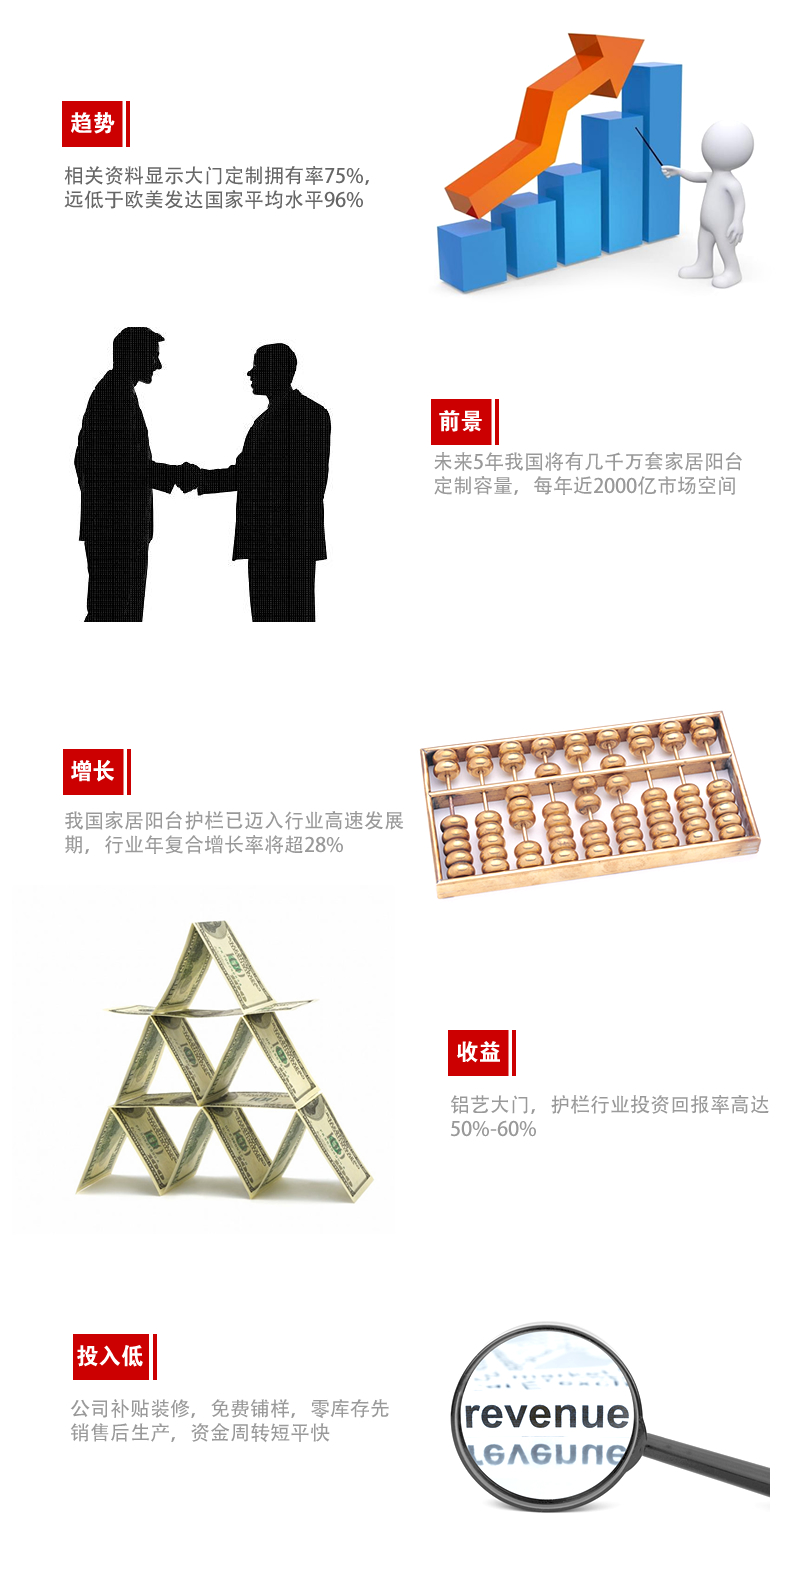 趋势
相关资料显示大门定制拥有率75%,
远低于欧美发达国家平均水平96%
前景
未来5年我国将有几千万套家居阳台
定制容量，每年近2000亿市场空间
增长
我国家居阳台护栏已迈入行业高速发展
期，行业年复合增长率将超28%
收益
铝艺大门，护栏行业投资回报率高达
50%-60%
投入低
公司补贴装修，免费铺样，零库存先
销售后生产，资金周转短平快
revenue
revenue